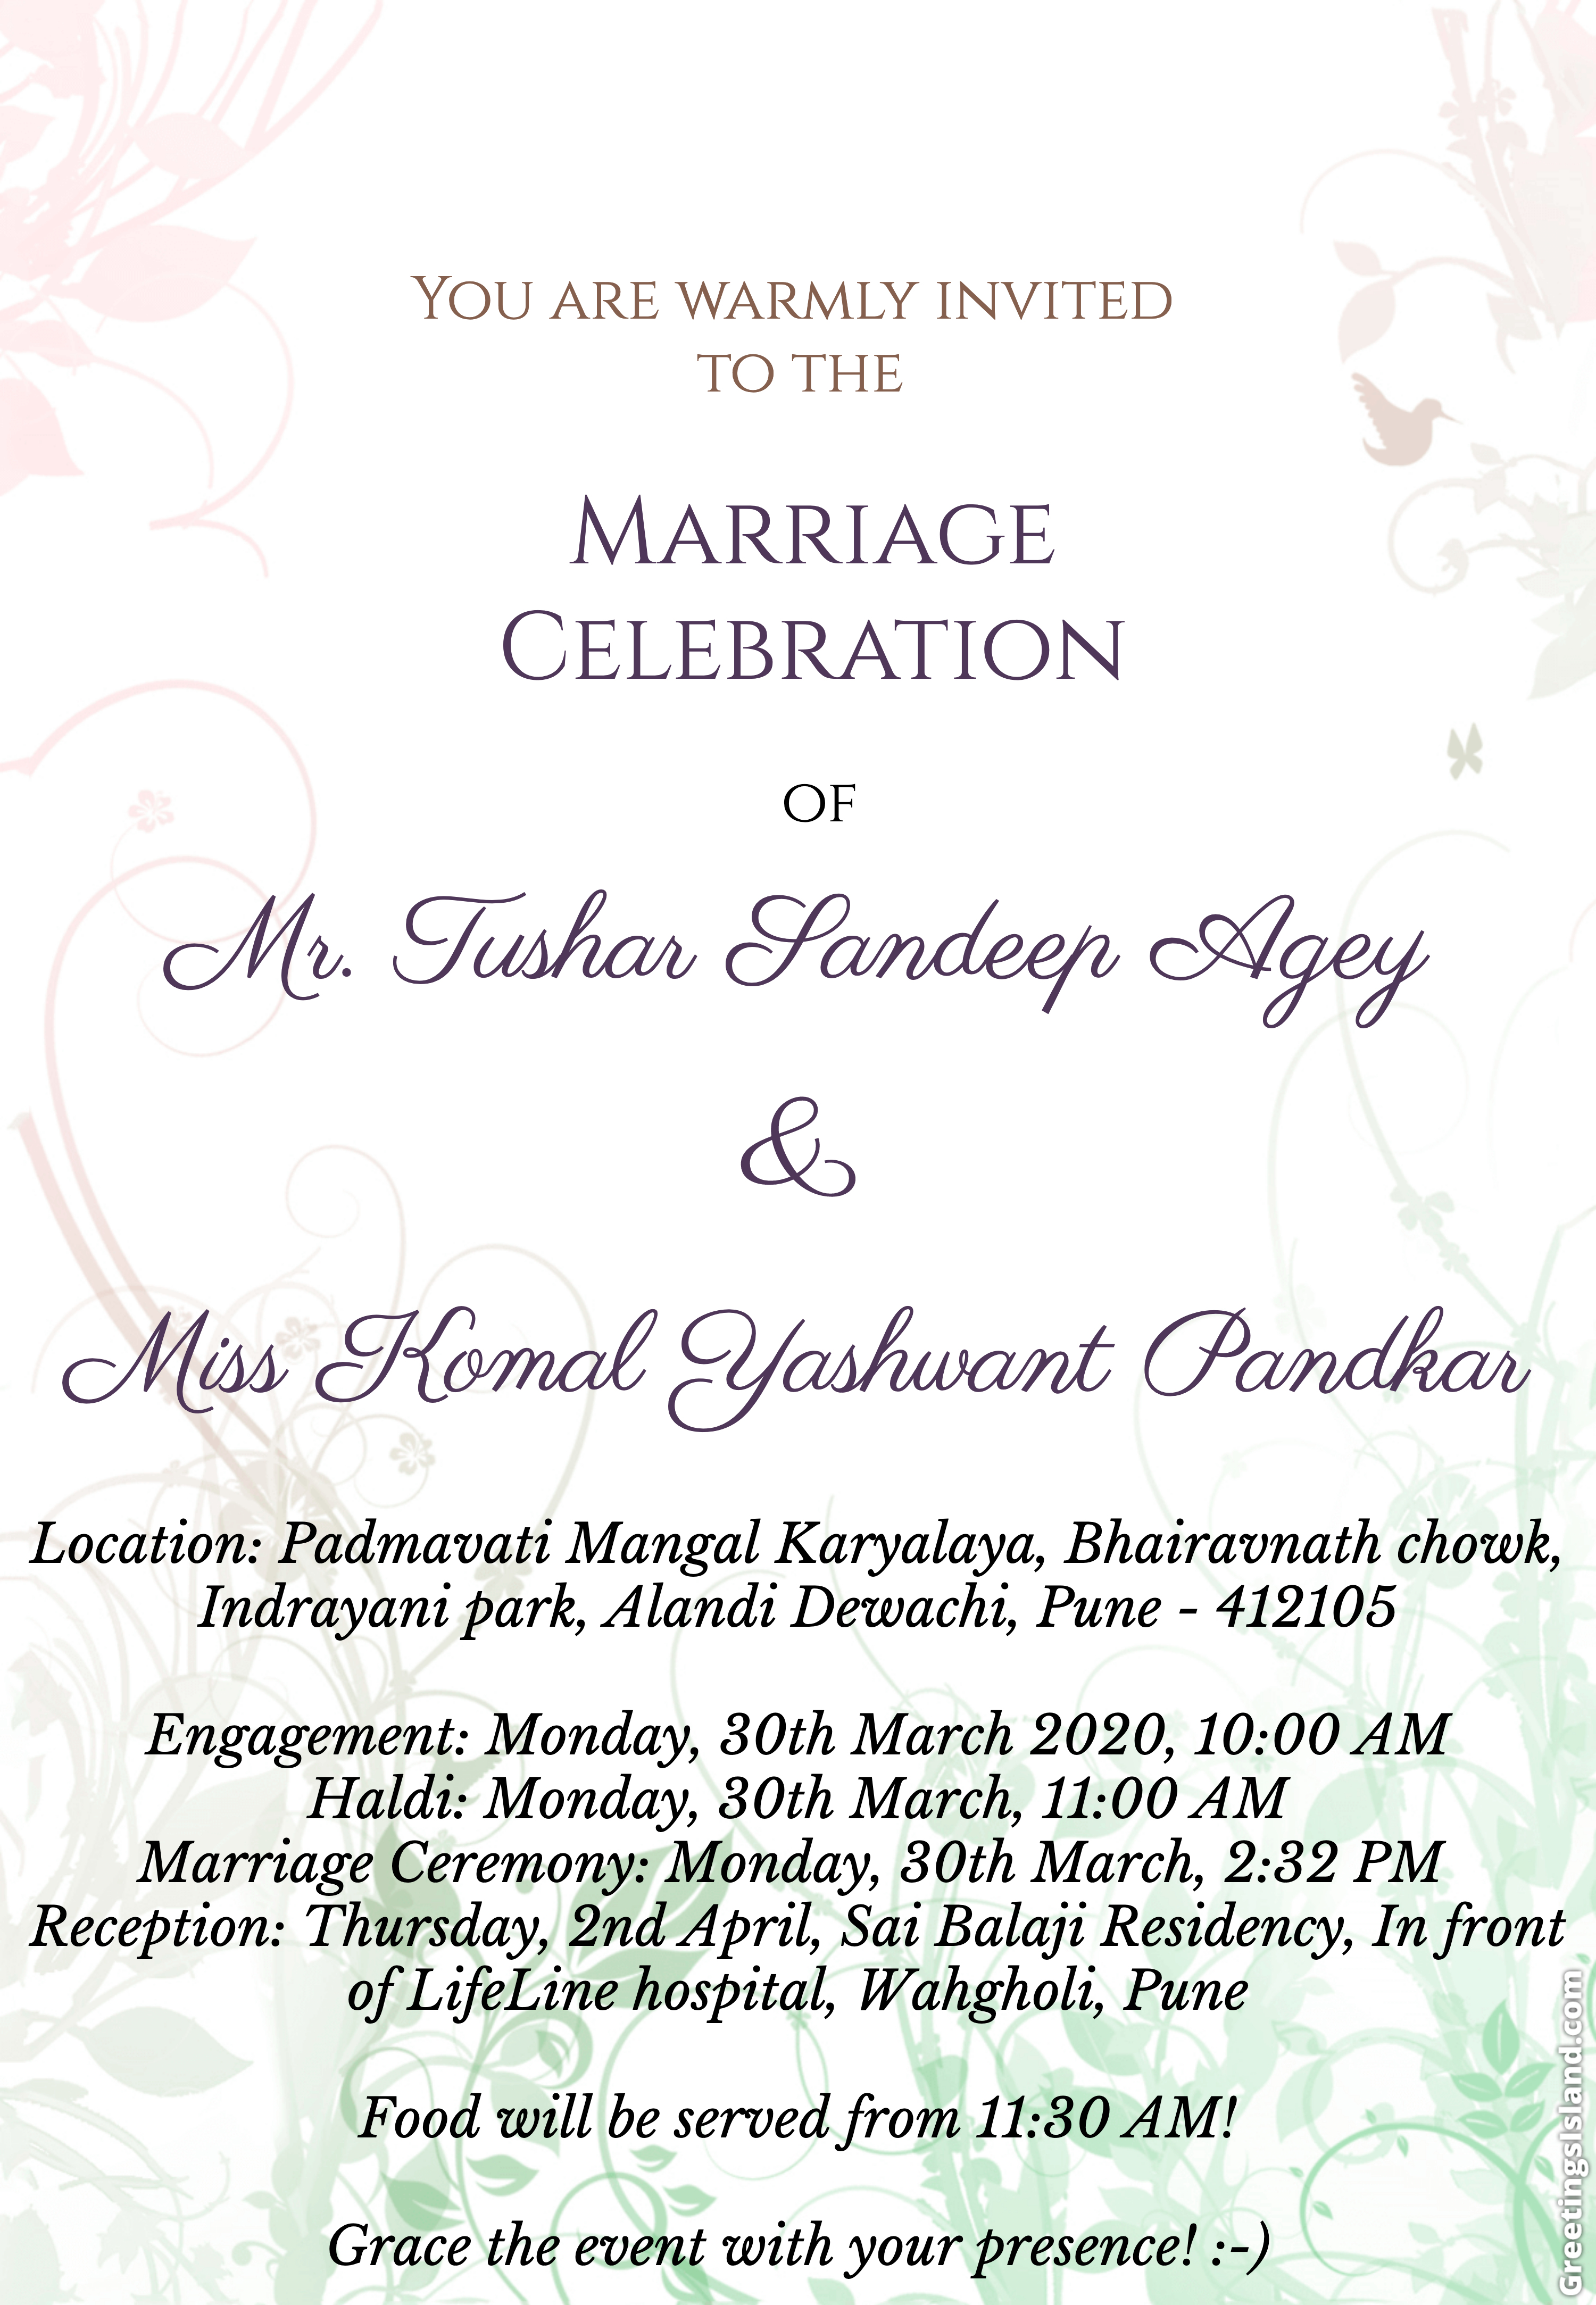 You are warmly invited
to the
Marriage
Celebration
of
Mr. Tushar Sandeep Agey
&
Miss Komal Yashwant Pandkar
Location: Padmavati Mangal Karyalaya, Bhairavnath chowk,
Indrayani park, Alandi Dewachi, Pune - 412105
Engagement: Monday, 30th March 2020, 10:00 AM
Haldi: Monday, 30th March, 11:00 AM
Marriage Ceremony: Monday, 30th March, 2:32 PM
Reception: Thursday, 2nd April, Sai Balaji Residency, In front
of LifeLine hospital, Wahgholi, Pune
Food will be served from 11:30 AM!
Grace the event with your presence! :-)
GreetingsIsland.com